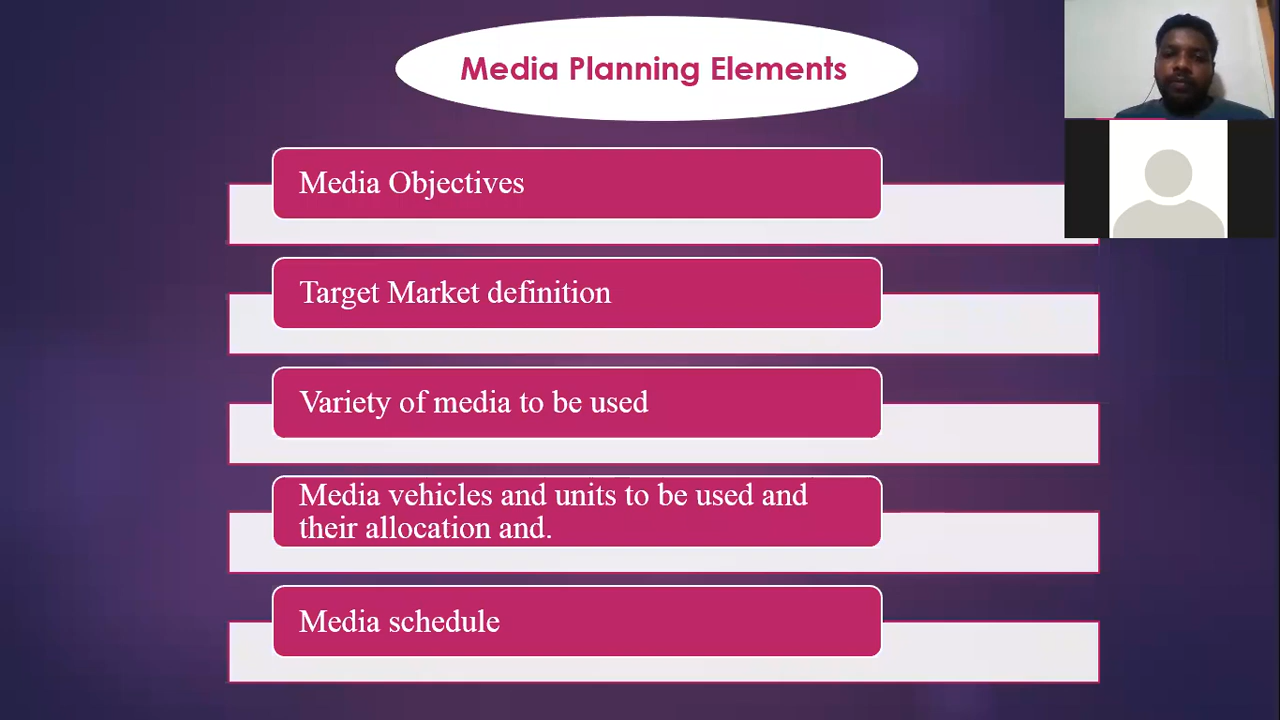 Media Planning Elements
Media Objectives
Target Market definition
Variety of media to be used
Media vehicles and units to be used and
their allocation and.
Media schedule